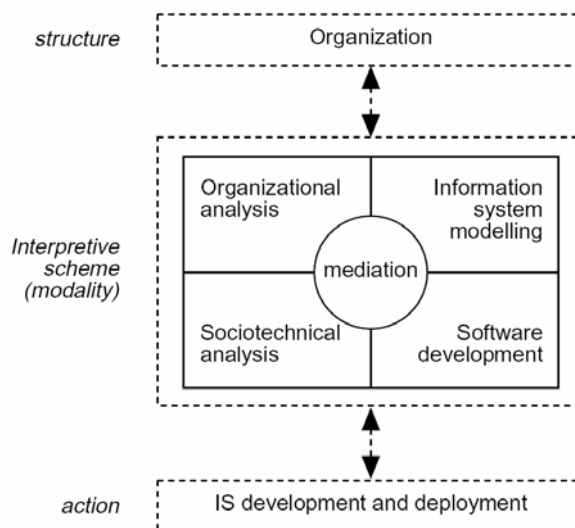 structure
Organization
Organizational
analysis
Information
system
modelling
Interpretive
scheme
(modality)
mediation
Sociotechnical
analysis
Software
development
action
IS development and deployment